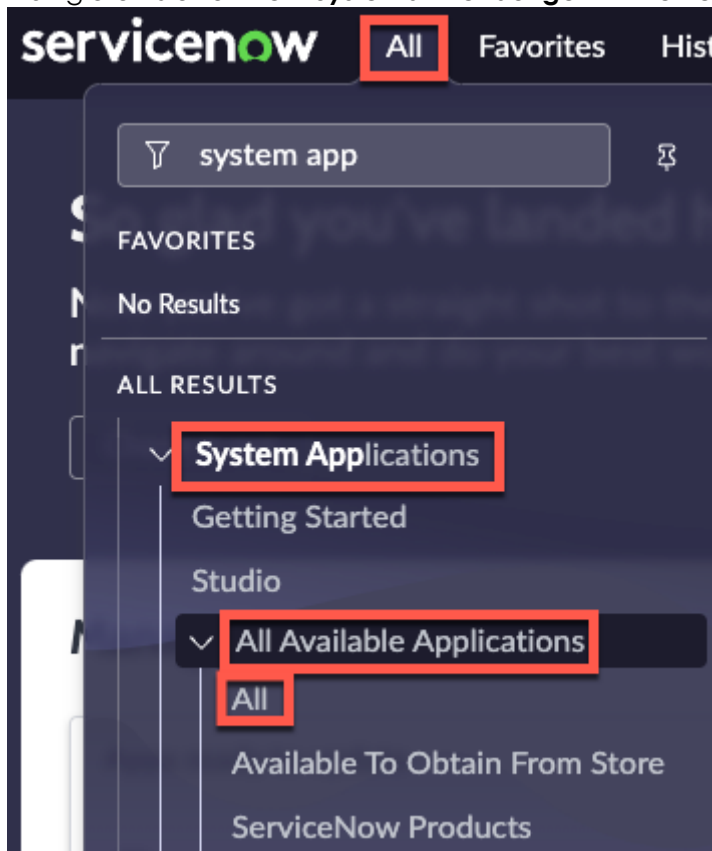 servicenow All Favorites Hist
system app
FAVORITES
No Results
ALL RESULTS
System Applications
Getting Started
Studio
All Available Applications
All
Available To Obtain From Store
ServiceNow Products